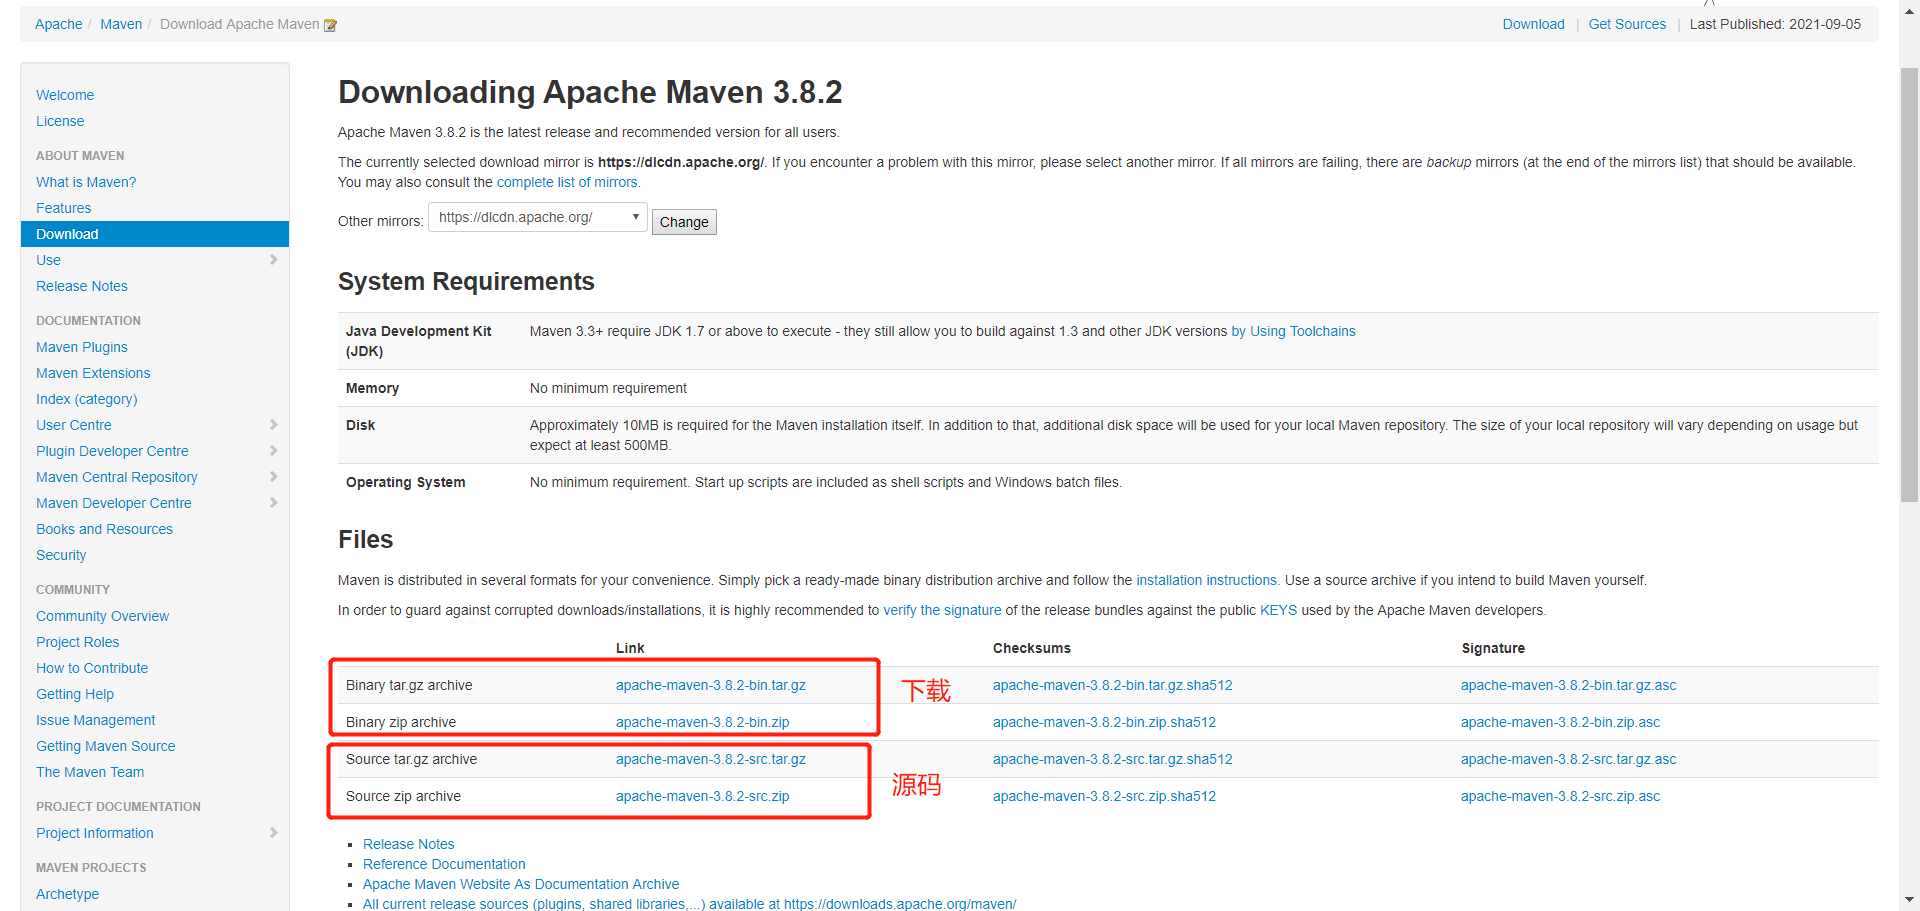 Apache / Maven / Download Apache Maven
Download | Get Sources | Last Published: 2021-09-05
Welcome
License
ABOUT MAVEN
What is Maven?
Features
Download
Use
Release Notes
DOCUMENTATION
Maven Plugins
Maven Extensions
Index (category)
User Centre
Plugin Developer Centre
Maven Central Repository
Maven Developer Centre
Books and Resources
Security
COMMUNITY
Community Overview
Project Roles
How to Contribute
Getting Help
Issue Management
Getting Maven Source
The Maven Team
PROJECT DOCUMENTATION
Project Information
MAVEN PROJECTS
Archetype
Downloading Apache Maven 3.8.2
Apache Maven 3.8.2 is the latest release and recommended version for all users.
The currently selected download mirror is https://dlcdn.apache.org/. If you encounter a problem with this mirror, please select another mirror. If all mirrors are failing, there are backup mirrors (at the end of the mirrors list) that should be available.
You may also consult the complete list of mirrors.
Other mirrors: https://dlcdn.apache.org/ Change
System Requirements
Java Development Kit Maven 3.3+ require JDK 1.7 or above to execute - they still allow you to build against 1.3 and other JDK versions by Using Toolchains
(JDK)
Memory No minimum requirement
Disk Approximately 10MB is required for the Maven installation itself. In addition to that, additional disk space will be used for your local Maven repository. The size of your local repository will vary depending on usage but
expect at least 500MB.
Operating System No minimum requirement. Start up scripts are included as shell scripts and Windows batch files.
Files
Maven is distributed in several formats for your convenience. Simply pick a ready-made binary distribution archive and follow the installation instructions. Use a source archive if you intend to build Maven yourself.
In order to guard against corrupted downloads/installations, it is highly recommended to verify the signature of the release bundles against the public KEYS used by the Apache Maven developers.
Link Checksums Signature
Binary tar.gz archive apache-maven-3.8.2-bin.tar.gz apache-maven-3.8.2-bin.tar.gz.sha512 apache-maven-3.8.2-bin.tar.gz.asc
下载
Binary zip archive apache-maven-3.8.2-bin.zip apache-maven-3.8.2-bin.zip.sha512 apache-maven-3.8.2-bin.zip.asc
Source tar.gz archive apache-maven-3.8.2-src.tar.gz apache-maven-3.8.2-src.tar.gz.sha512 apache-maven-3.8.2-src.tar.gz.asc
源码
Source zip archive apache-maven-3.8.2-src.zip apache-maven-3.8.2-src.zip.sha512 apache-maven-3.8.2-src.zip.asc
Release Notes
Reference Documentation
Apache Maven Website As Documentation Archive
All current release sources (plugins, shared libraries,...) available at https://downloads.apache.org/maven/